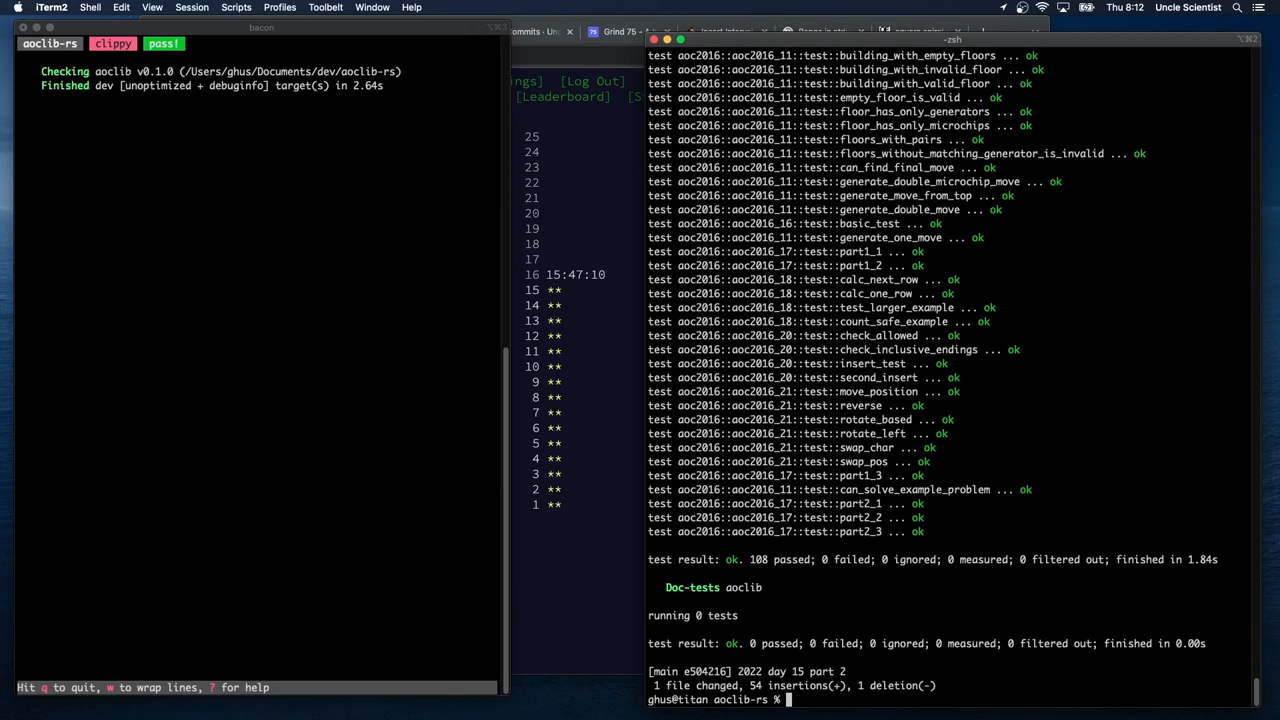 iTerm2 Shell Edit View Session Scripts Profiles Toolbelt Window Help
Thu 8:12 Uncle Scientist
bacon
⌥⌘3
aoclib-rs clippy pass!
Checking aoclib v0.1.0 (/Users/ghus/Documents/dev/aoclib-rs)
Finished dev [unoptimized + debuginfo] target(s) in 2.64s
Hit q to quit, w to wrap lines, ? for help
ommits · Un
Grind 75 - A
ngs] [Log Out]
[Leaderboard] [S
25
24
23
22
21
20
19
18
17
16 15:47:10
15 **
14 **
13 **
12 **
11 **
10 **
9 **
8 **
7 **
6 **
5 **
4 **
3 **
2 **
1 **
-zsh
⌥⌘2
test aoc2016::aoc2016_11::test::building_with_empty_floors ... ok
test aoc2016::aoc2016_11::test::building_with_invalid_floor ... ok
test aoc2016::aoc2016_11::test::building_with_valid_floor ... ok
test aoc2016::aoc2016_11::test::empty_floor_is_valid ... ok
test aoc2016::aoc2016_11::test::floor_has_only_generators ... ok
test aoc2016::aoc2016_11::test::floor_has_only_microchips ... ok
test aoc2016::aoc2016_11::test::floors_with_pairs ... ok
test aoc2016::aoc2016_11::test::floors_without_matching_generator_is_invalid ... ok
test aoc2016::aoc2016_11::test::can_find_final_move ... ok
test aoc2016::aoc2016_11::test::generate_double_microchip_move ... ok
test aoc2016::aoc2016_11::test::generate_move_from_top ... ok
test aoc2016::aoc2016_11::test::generate_double_move ... ok
test aoc2016::aoc2016_16::test::basic_test ... ok
test aoc2016::aoc2016_11::test::generate_one_move ... ok
test aoc2016::aoc2016_17::test::part1_1 ... ok
test aoc2016::aoc2016_17::test::part1_2 ... ok
test aoc2016::aoc2016_18::test::calc_next_row ... ok
test aoc2016::aoc2016_18::test::calc_one_row ... ok
test aoc2016::aoc2016_18::test::test_larger_example ... ok
test aoc2016::aoc2016_18::test::count_safe_example ... ok
test aoc2016::aoc2016_20::test::check_allowed ... ok
test aoc2016::aoc2016_20::test::check_inclusive_endings ... ok
test aoc2016::aoc2016_20::test::insert_test ... ok
test aoc2016::aoc2016_20::test::second_insert ... ok
test aoc2016::aoc2016_21::test::move_position ... ok
test aoc2016::aoc2016_21::test::reverse ... ok
test aoc2016::aoc2016_21::test::rotate_based ... ok
test aoc2016::aoc2016_21::test::rotate_left ... ok
test aoc2016::aoc2016_21::test::swap_char ... ok
test aoc2016::aoc2016_21::test::swap_pos ... ok
test aoc2016::aoc2016_17::test::part1_3 ... ok
test aoc2016::aoc2016_11::test::can_solve_example_problem ... ok
test aoc2016::aoc2016_17::test::part2_1 ... ok
test aoc2016::aoc2016_17::test::part2_2 ... ok
test aoc2016::aoc2016_17::test::part2_3 ... ok
test result: ok. 108 passed; 0 failed; 0 ignored; 0 measured; 0 filtered out; finished in 1.84s
Doc-tests aoclib
running 0 tests
test result: ok. 0 passed; 0 failed; 0 ignored; 0 measured; 0 filtered out; finished in 0.00s
[main e504216] 2022 day 15 part 2
1 file changed, 54 insertions(+), 1 deletion(-)
ghus@titan aoclib-rs %